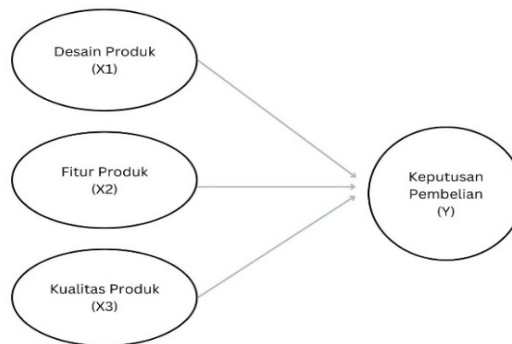 Desain Produk
(X1)
Fitur Produk
(X2)
Kualitas Produk
(X3)
Keputusan
Pembelian
(Y)